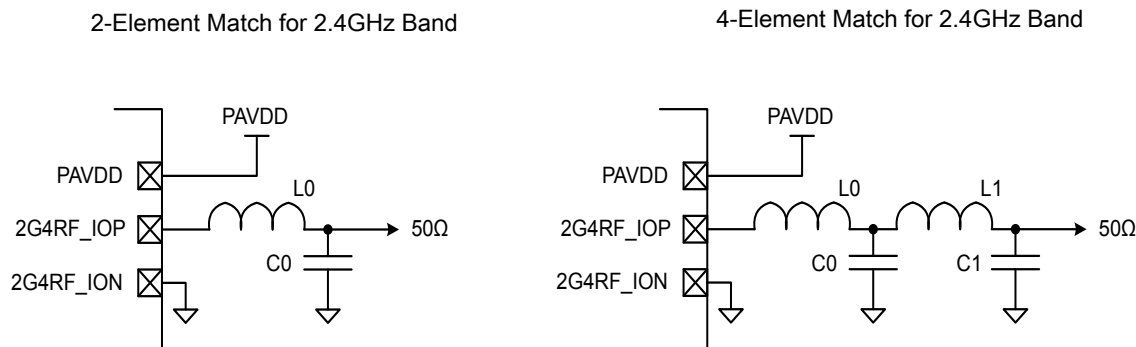 2-Element Match for 2.4GHz Band
PAVDD
PAVDD
L0
2G4RF_IOP
50Ω
C0
2G4RF_ION
4-Element Match for 2.4GHz Band
PAVDD
PAVDD
L0
L1
2G4RF_IOP
50Ω
C0
C1
2G4RF_ION